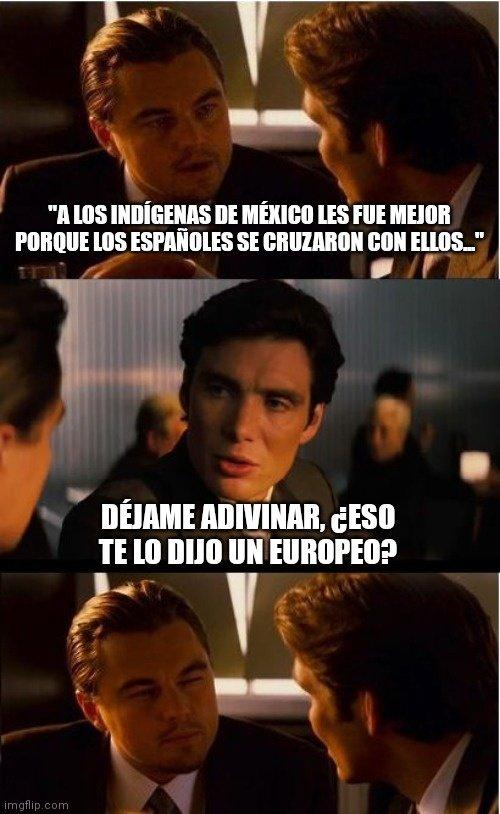 "A LOS INDÍGENAS DE MÉXICO LES FUE MEJOR
PORQUE LOS ESPAÑOLES SE CRUZARON CON ELLOS..."
DÉJAME ADIVINAR, ¿ESO
TE LO DIJO UN EUROPEO?
imgflip.com